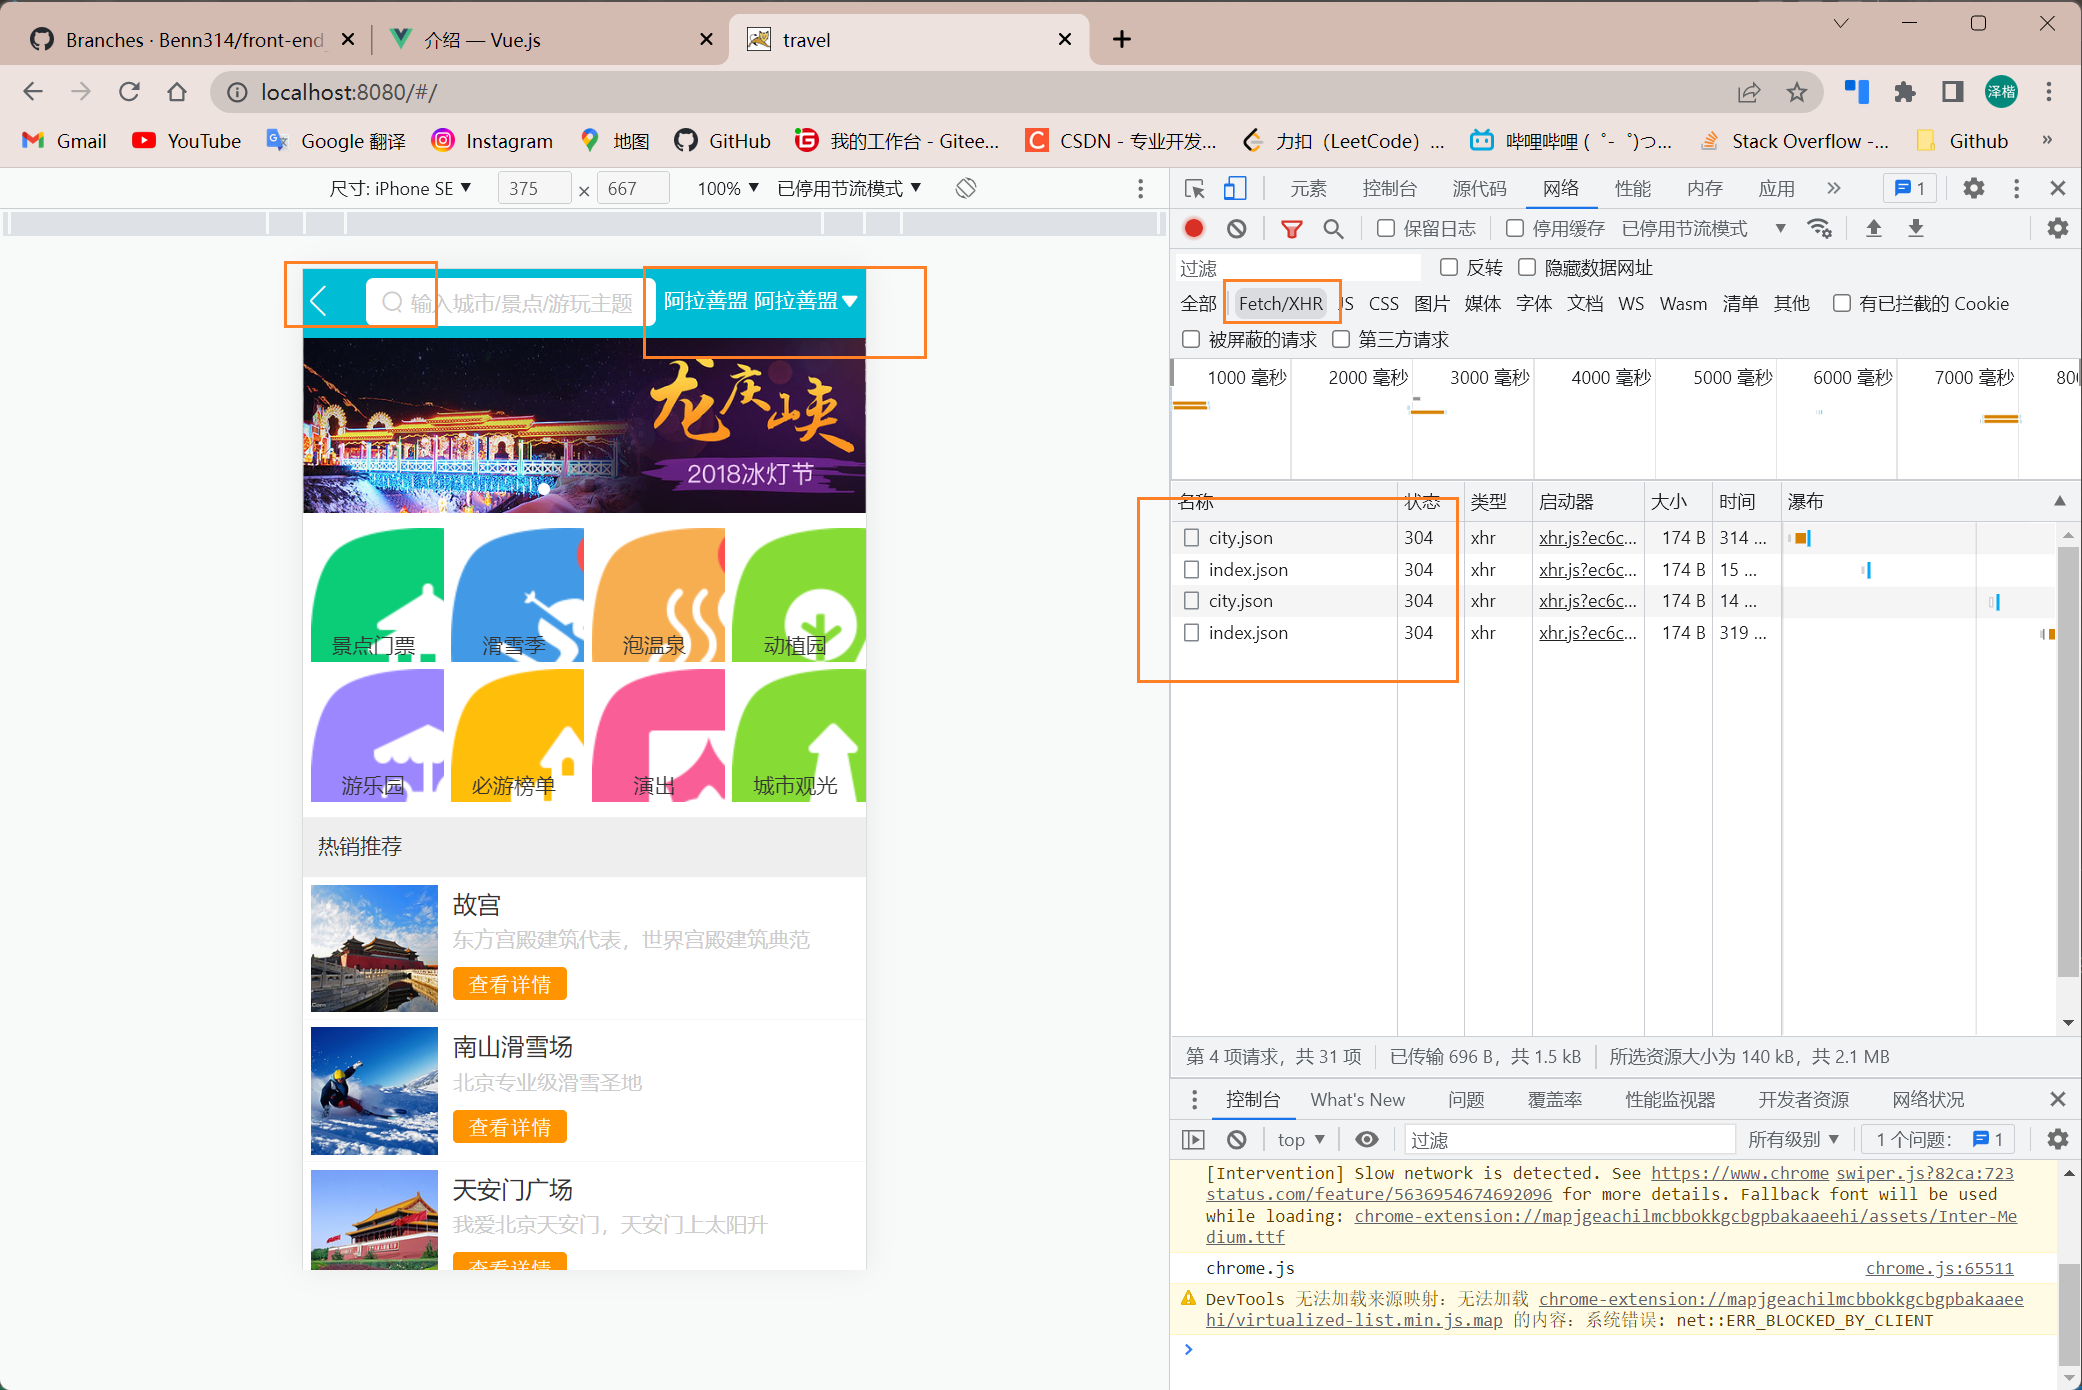 Branches · Benn314/front-end
介绍 — Vue.js
travel
localhost:8080/#/
泽楷
Gmail
YouTube
Google 翻译
Instagram
地图
GitHub
我的工作台 - Gitee...
CSDN - 专业开发...
力扣（LeetCode）...
哔哩哔哩 (゜-゜)つ...
Stack Overflow -...
Github
»
尺寸: iPhone SE ▼
375 × 667
100% ▼
已停用节流模式 ▼
元素 控制台 源代码 网络 性能 内存 应用 »
1
保留日志 停用缓存 已停用节流模式 ▼
过滤
反转 隐藏数据网址
全部 Fetch/XHR JS CSS 图片 媒体 字体 文档 WS Wasm 清单 其他 有已拦截的 Cookie
被屏蔽的请求 第三方请求
1000 毫秒 2000 毫秒 3000 毫秒 4000 毫秒 5000 毫秒 6000 毫秒 7000 毫秒
名称 状态 类型 启动器 大小 时间 瀑布
city.json 304 xhr xhr.js?ec6c... 174 B 314 ...
index.json 304 xhr xhr.js?ec6c... 174 B 15 ...
city.json 304 xhr xhr.js?ec6c... 174 B 14 ...
index.json 304 xhr xhr.js?ec6c... 174 B 319 ...
第 4 项请求，共 31 项 已传输 696 B，共 1.5 kB 所选资源大小为 140 kB，共 2.1 MB
控制台 What's New 问题 覆盖率 性能监视器 开发者资源 网络状况
top ▼ 过滤 所有级别 ▼ 1 个问题: 1
[Intervention] Slow network is detected. See https://www.chrome swiper.js?82ca:723
status.com/feature/5636954674692096 for more details. Fallback font will be used
while loading: chrome-extension://mapjgeachilmcbbokkgcbgpbakaaeehi/assets/Inter-Me
dium.ttf
chrome.js chrome.js:65511
DevTools 无法加载来源映射: 无法加载 chrome-extension://mapjgeachilmcbbokkgcbgpbakaaee
hi/virtualized-list.min.js.map 的内容: 系统错误: net::ERR_BLOCKED_BY_CLIENT
输入城市/景点/游玩主题
阿拉善盟 阿拉善盟
龙庆峡
2018冰灯节
景点门票 滑雪季 泡温泉 动植园
游乐园 必游榜单 演出 城市观光
热销推荐
故宫
东方宫殿建筑代表，世界宫殿建筑典范
查看详情
南山滑雪场
北京专业级滑雪圣地
查看详情
天安门广场
我爱北京天安门，天安门上太阳升
查看详情